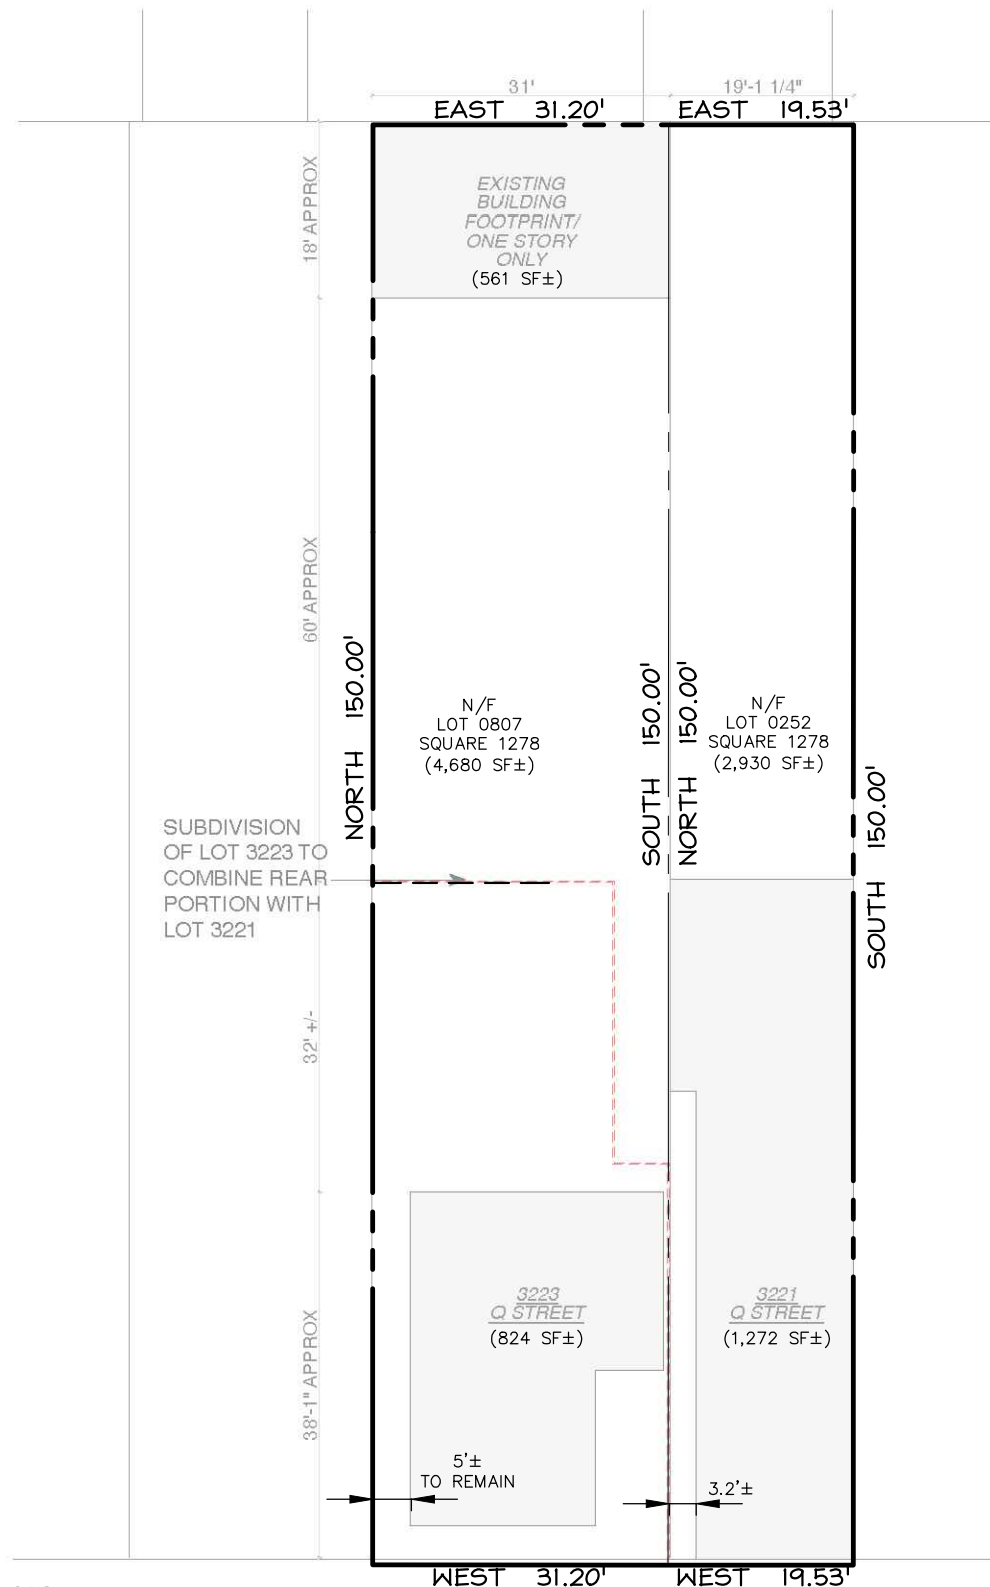 31' 19'-1 1/4"
EAST 31.20' EAST 19.53'
18' APPROX
EXISTING
BUILDING
FOOTPRINT/
ONE STORY
ONLY
(561 SF±)
60' APPROX
NORTH 150.00'
SOUTH 150.00'
NORTH 150.00'
SOUTH 150.00'
N/F
LOT 0807
SQUARE 1278
(4,680 SF±)
N/F
LOT 0252
SQUARE 1278
(2,930 SF±)
SUBDIVISION
OF LOT 3223 TO
COMBINE REAR
PORTION WITH
LOT 3221
32' +/-
38'-1" APPROX
3223
Q STREET
(824 SF±)
3221
Q STREET
(1,272 SF±)
5'±
TO REMAIN
3.2'±
WEST 31.20' WEST 19.53'